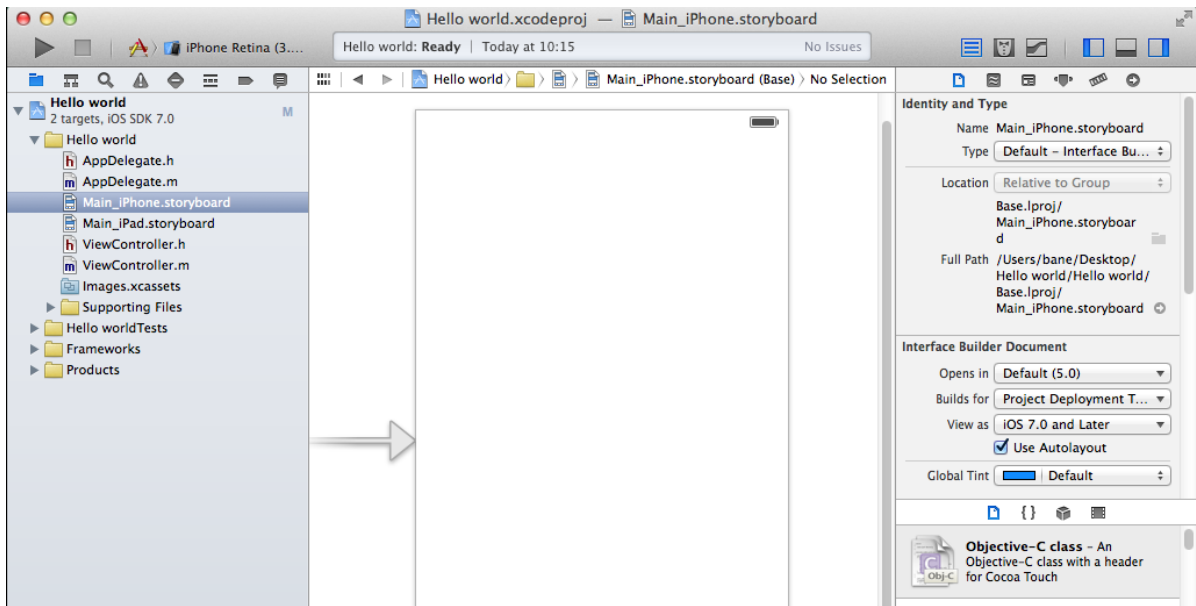 Hello world.xcodeproj — Main_iPhone.storyboard
iPhone Retina (3....
Hello world: Ready | Today at 10:15
No Issues
Hello world
2 targets, iOS SDK 7.0
M
Hello world
AppDelegate.h
AppDelegate.m
Main_iPhone.storyboard
Main_iPad.storyboard
ViewController.h
ViewController.m
Images.xcassets
Supporting Files
Hello worldTests
Frameworks
Products
Hello world
Main_iPhone.storyboard (Base)
No Selection
Identity and Type
Name Main_iPhone.storyboard
Type Default – Interface Bu...
Location Relative to Group
Base.lproj/
Main_iPhone.storyboar
d
Full Path /Users/bane/Desktop/
Hello world/Hello world/
Base.lproj/
Main_iPhone.storyboard
Interface Builder Document
Opens in Default (5.0)
Builds for Project Deployment T...
View as iOS 7.0 and Later
Use Autolayout
Global Tint Default
{}
Objective-C class – An
Objective-C class with a header
for Cocoa Touch
Obj-C